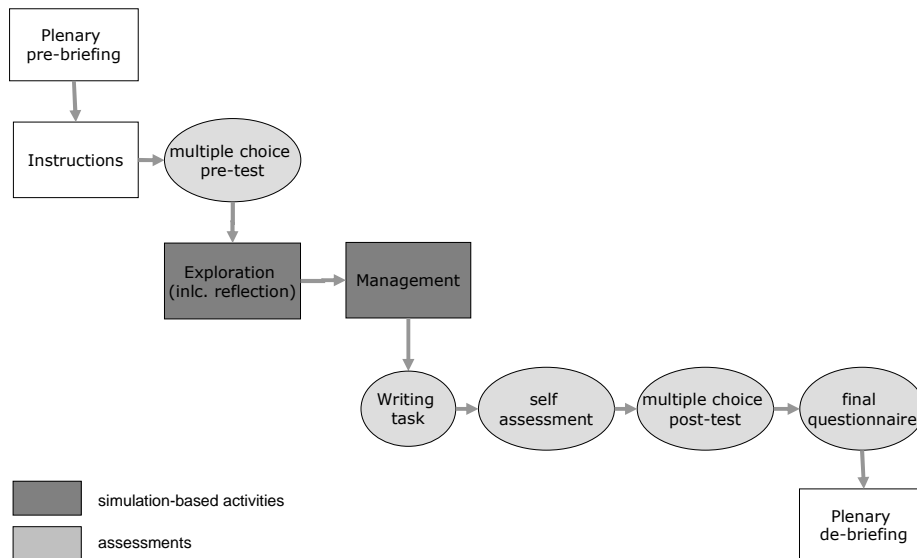 Plenary
pre-briefing
Instructions
multiple choice
pre-test
Exploration
(inlc. reflection)
Management
Writing
task
self
assessment
multiple choice
post-test
final
questionnaire
Plenary
de-briefing
simulation-based activities
assessments